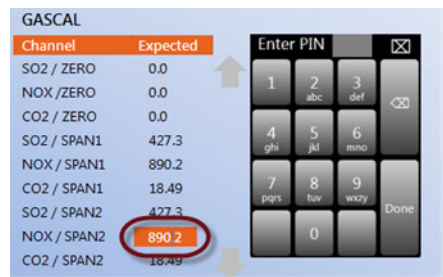 GASCAL
Channel Expected
SO2 / ZERO 0.0
NOX /ZERO 0.0
CO2 / ZERO 0.0
SO2 / SPAN1 427.3
NOX / SPAN1 890.2
CO2 / SPAN1 18.49
SO2 / SPAN2 427.3
NOX / SPAN2 890.2
CO2 / SPAN2 18.49
Enter PIN
1 2 3
abc def
4 5 6
ghi jkl mno
7 8 9
pqrs tuv wxzy
Done
0